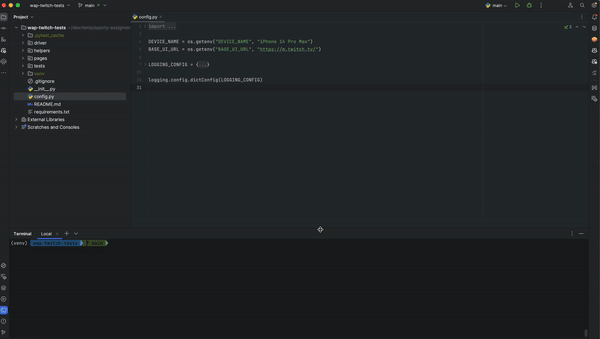 wap-twitch-tests
main
main
Project
config.py
wap-twitch-tests
.pytest_cache
driver
helpers
pages
tests
venv
.gitignore
__init__.py
config.py
README.md
requirements.txt
External Libraries
Scratches and Consoles
import ...
DEVICE_NAME = os.getenv("DEVICE_NAME", "iPhone 14 Pro Max")
BASE_UI_URL = os.getenv("BASE_UI_URL", "https://m.twitch.tv/")
LOGGING_CONFIG = {...}
logging.config.dictConfig(LOGGING_CONFIG)
31
Terminal
Local
(venv) wap-twitch-tests main